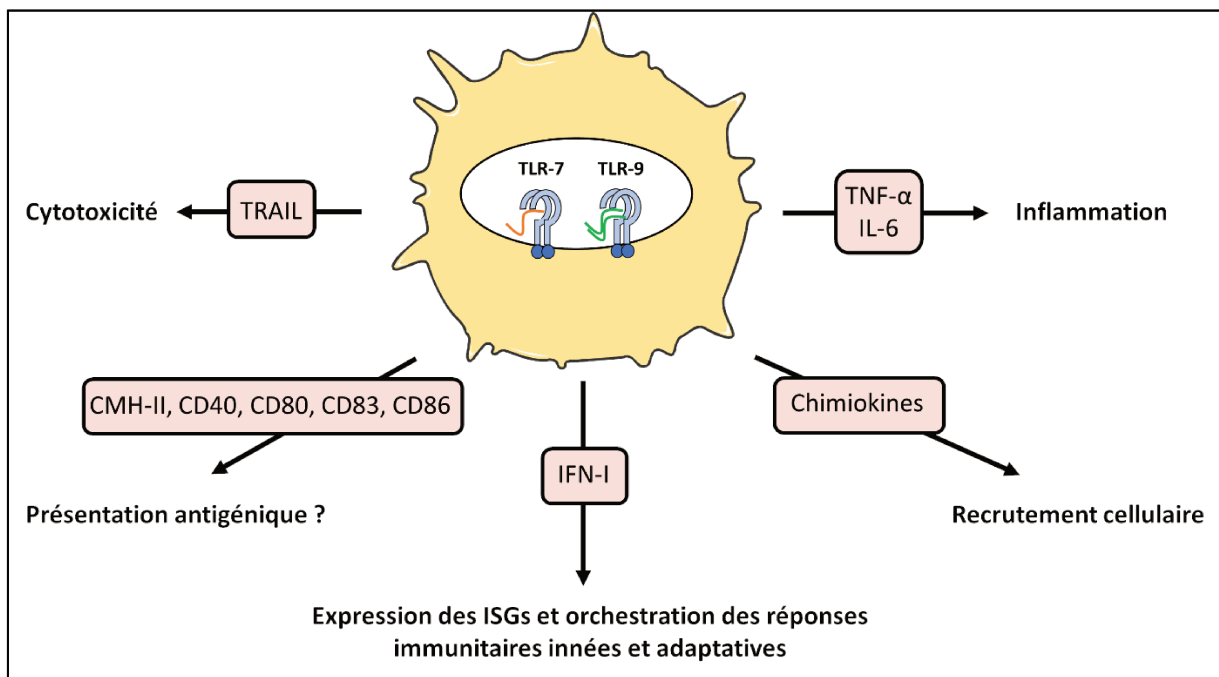 TLR-7
TLR-9
Cytotoxicité
TRAIL
TNF-α
IL-6
Inflammation
CMH-II, CD40, CD80, CD83, CD86
Chimiokines
IFN-I
Présentation antigénique ?
Recrutement cellulaire
Expression des ISGs et orchestration des réponses
immunitaires innées et adaptatives